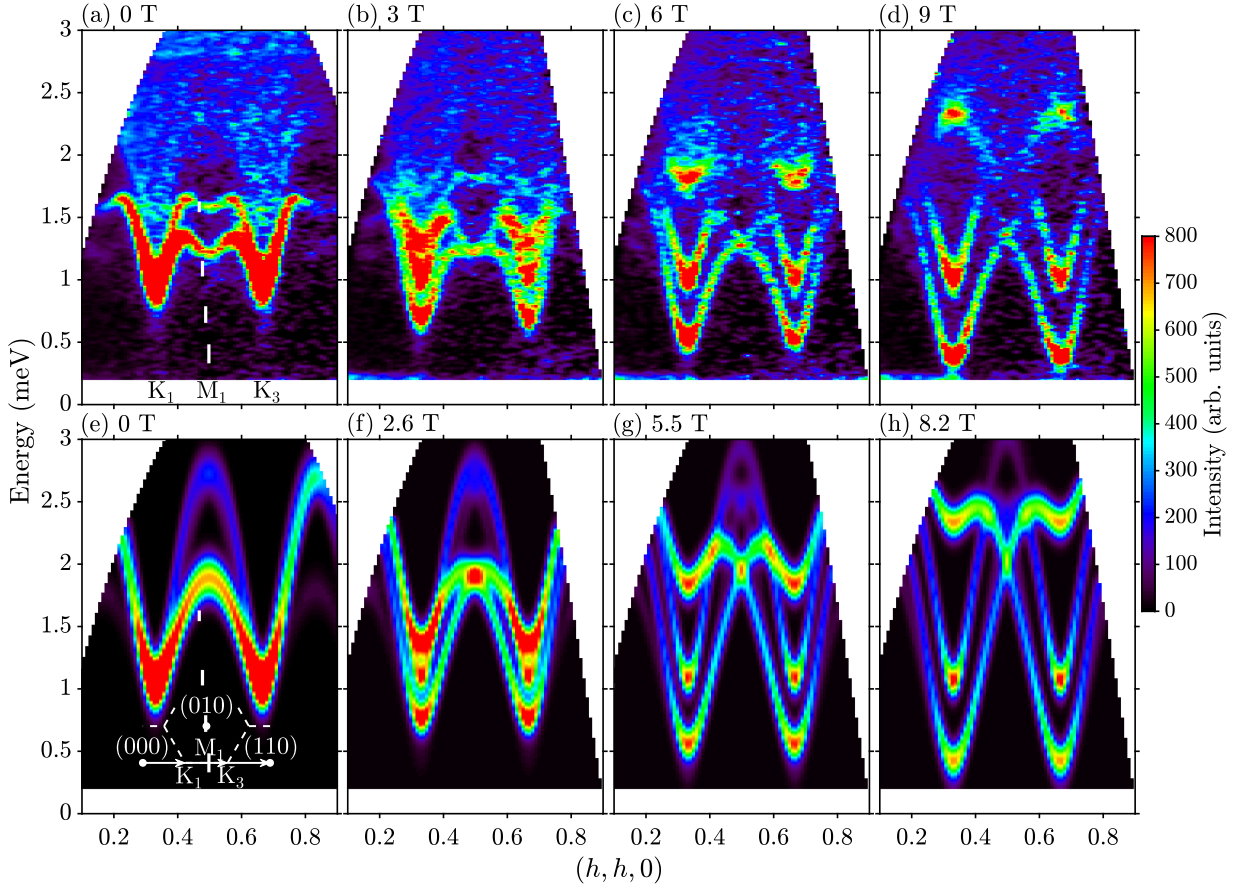 (a) 0 T
(b) 3 T
(c) 6 T
(d) 9 T
3
2.5
2
1.5
1
0.5
0
K₁ M₁ K₃
800
700
600
500
400
300
200
100
0
Intensity (arb. units)
Energy (meV)
(e) 0 T
(f) 2.6 T
(g) 5.5 T
(h) 8.2 T
3
2.5
2
1.5
1
0.5
0
(010)
(000) M₁ (110)
K₁ K₃
0.2 0.4 0.6 0.8
0.2 0.4 0.6 0.8
0.2 0.4 0.6 0.8
0.2 0.4 0.6 0.8
(h, h, 0)